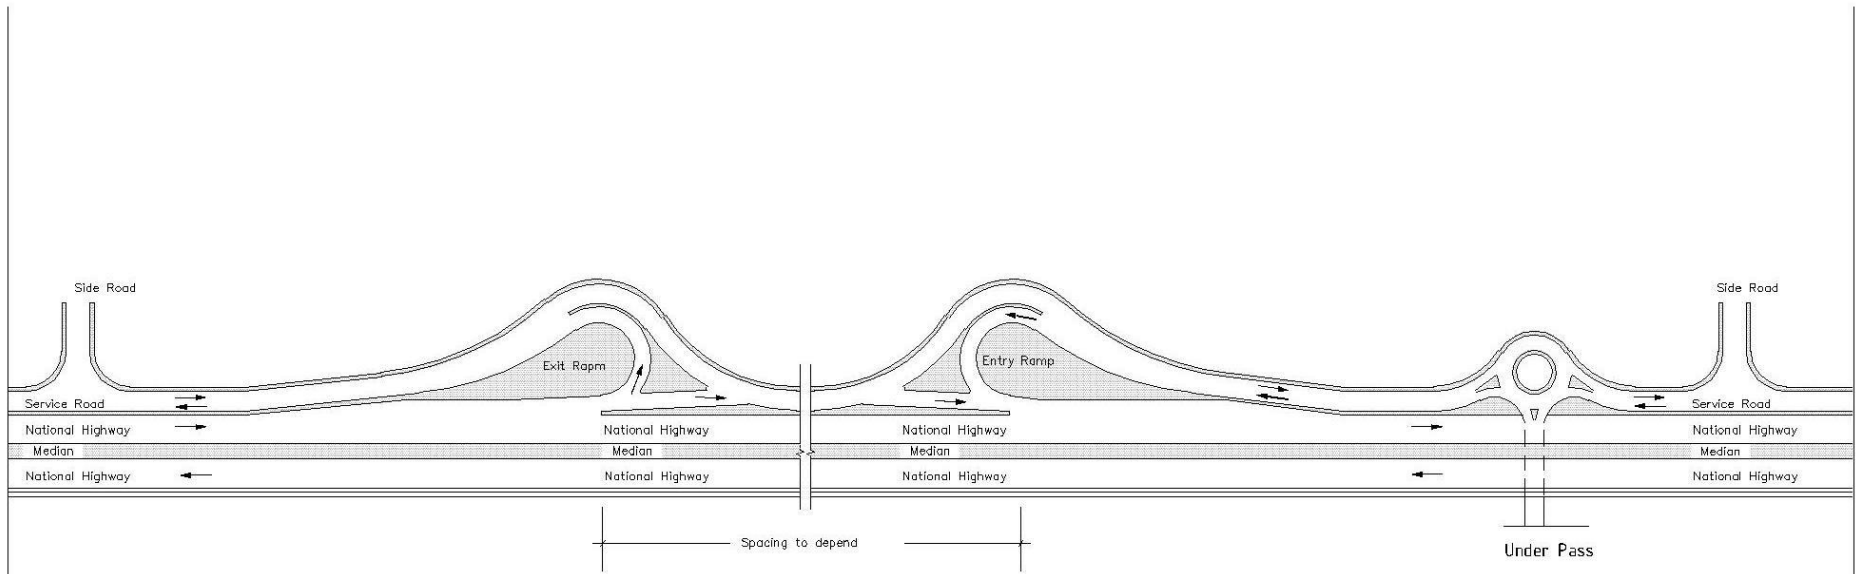 Side Road
Side Road
Exit Rapm
Entry Ramp
Service Road
Service Road
National Highway
National Highway
National Highway
National Highway
Median
Median
Median
Median
National Highway
National Highway
National Highway
National Highway
Spacing to depend
Under Pass